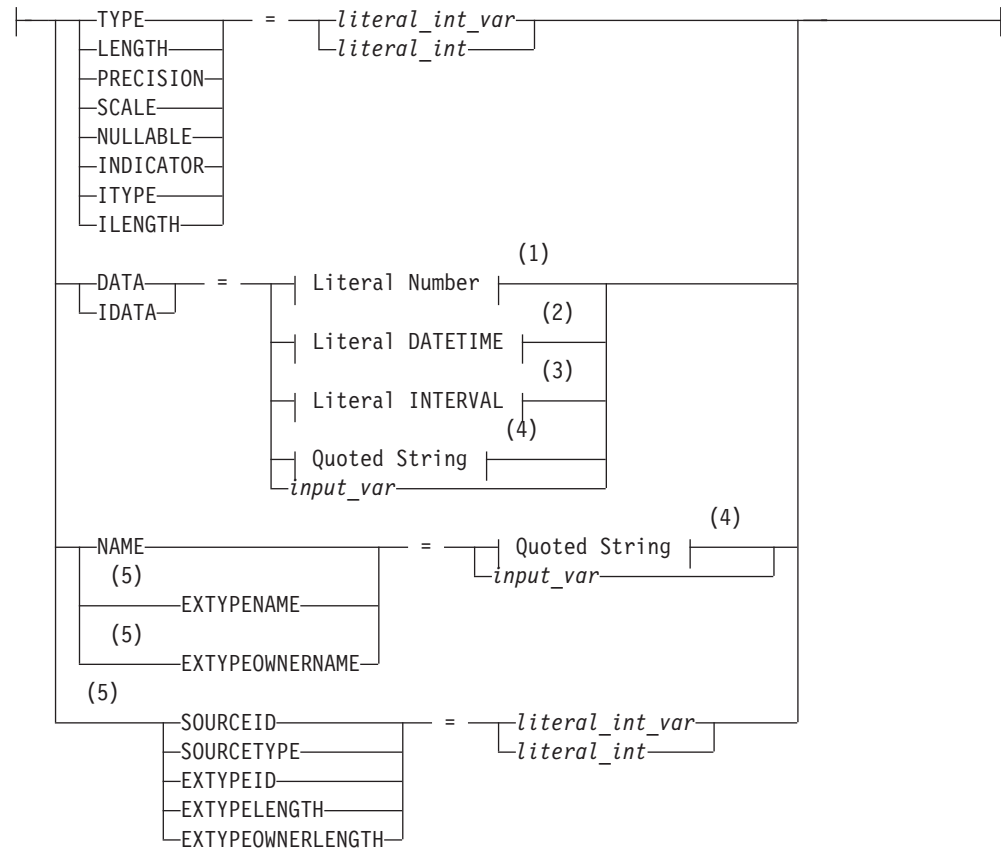 TYPE = literal_int_var
LENGTH literal_int
PRECISION
SCALE
NULLABLE
INDICATOR
ITYPE
ILENGTH
(1)
DATA = Literal Number
IDATA (2)
Literal DATETIME
(3)
Literal INTERVAL
(4)
Quoted String
input_var
(4)
NAME = Quoted String
(5) input_var
EXTYPENAME
(5)
EXTYPEOWNERNAME
(5)
SOURCEID = literal_int_var
SOURCETYPE literal_int
EXTYPEID
EXTYPELENGTH
EXTYPEOWNERLENGTH